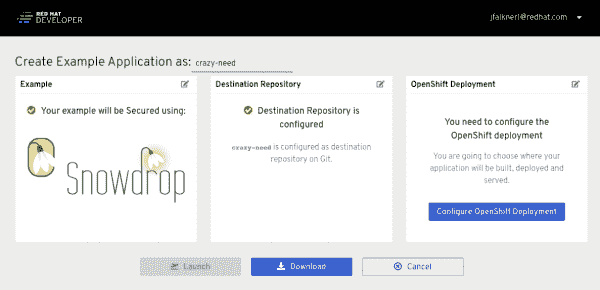 RED HAT
DEVELOPER
jfalkner1@redhat.com
Create Example Application as: crazy-need
Example
Your example will be Secured using:
Snowdrop
Destination Repository
Destination Repository is
configured
crazy-need is configured as destination
repository on Git.
OpenShift Deployment
You need to configure the
OpenShift deployment
You are going to choose where your
application will be built, deployed and
served.
Configure OpenShift Deployment
Launch
Download
Cancel